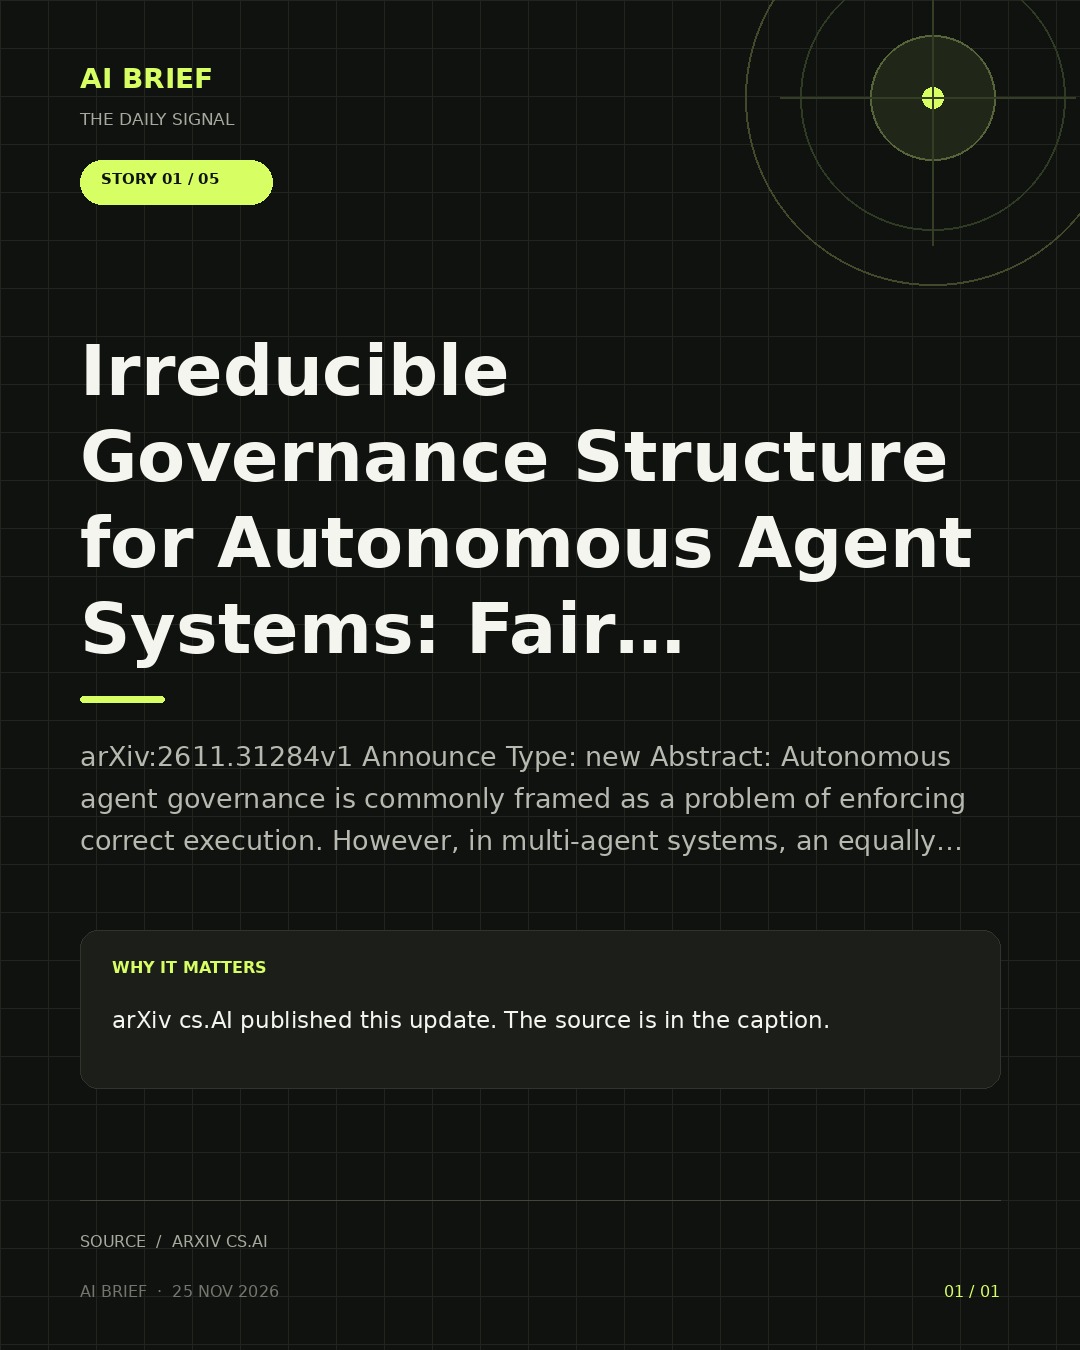 AI BRIEF
THE DAILY SIGNAL
STORY 01 / 05
Irreducible
Governance Structure
for Autonomous Agent
Systems: Fair…
arXiv:2611.31284v1 Announce Type: new Abstract: Autonomous
agent governance is commonly framed as a problem of enforcing
correct execution. However, in multi-agent systems, an equally…
WHY IT MATTERS
arXiv cs.AI published this update. The source is in the caption.
SOURCE / ARXIV CS.AI
AI BRIEF · 25 NOV 2026
01 / 01